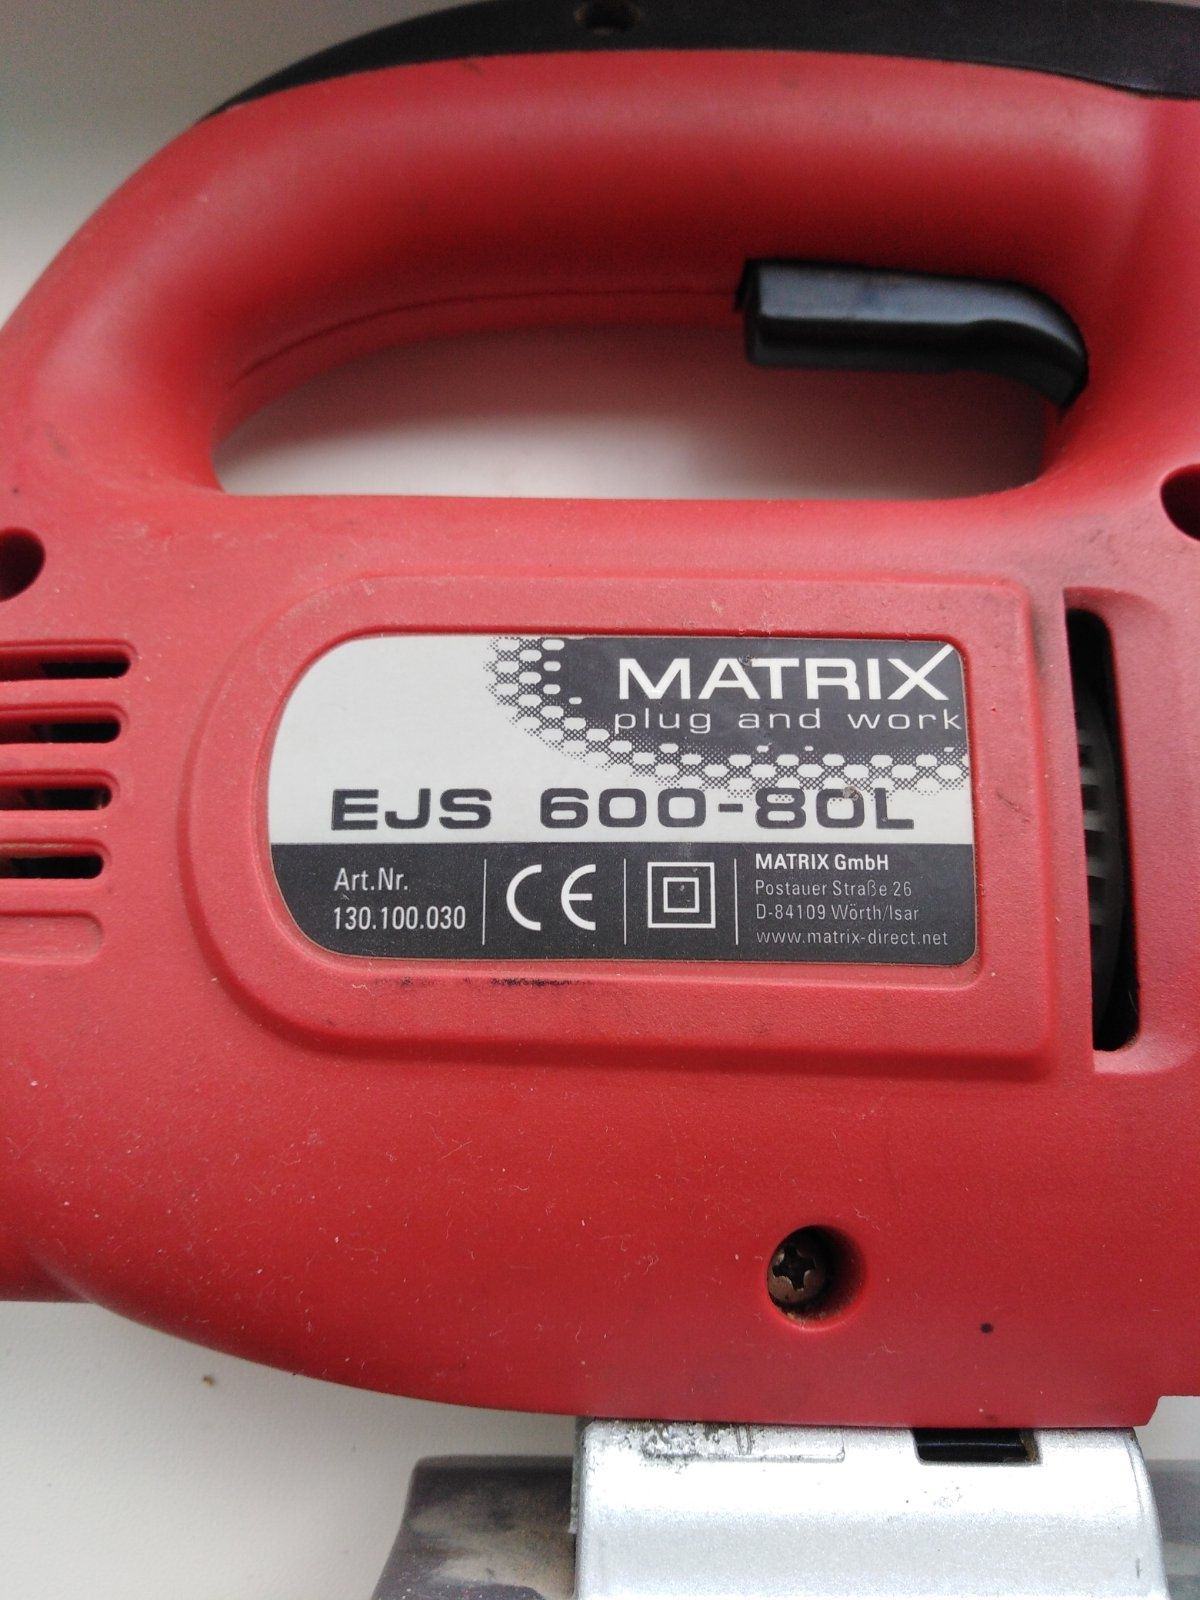 MATRIX
plug and work
EJS 600-80L
Art.Nr.
130.100.030
CE
MATRIX GmbH
Postauer Straße 26
D-84109 Wörth/Isar
www.matrix-direct.net